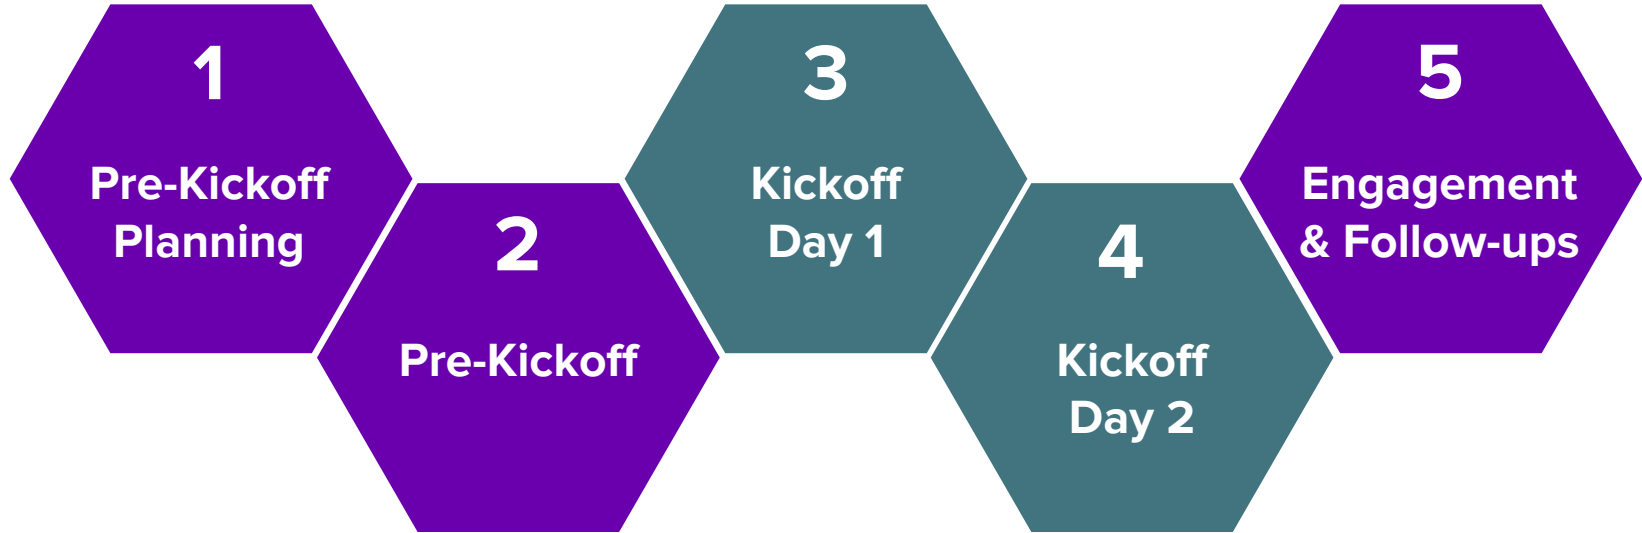 1
Pre-Kickoff
Planning
2
Pre-Kickoff
3
Kickoff
Day 1
4
Kickoff
Day 2
5
Engagement
& Follow-ups